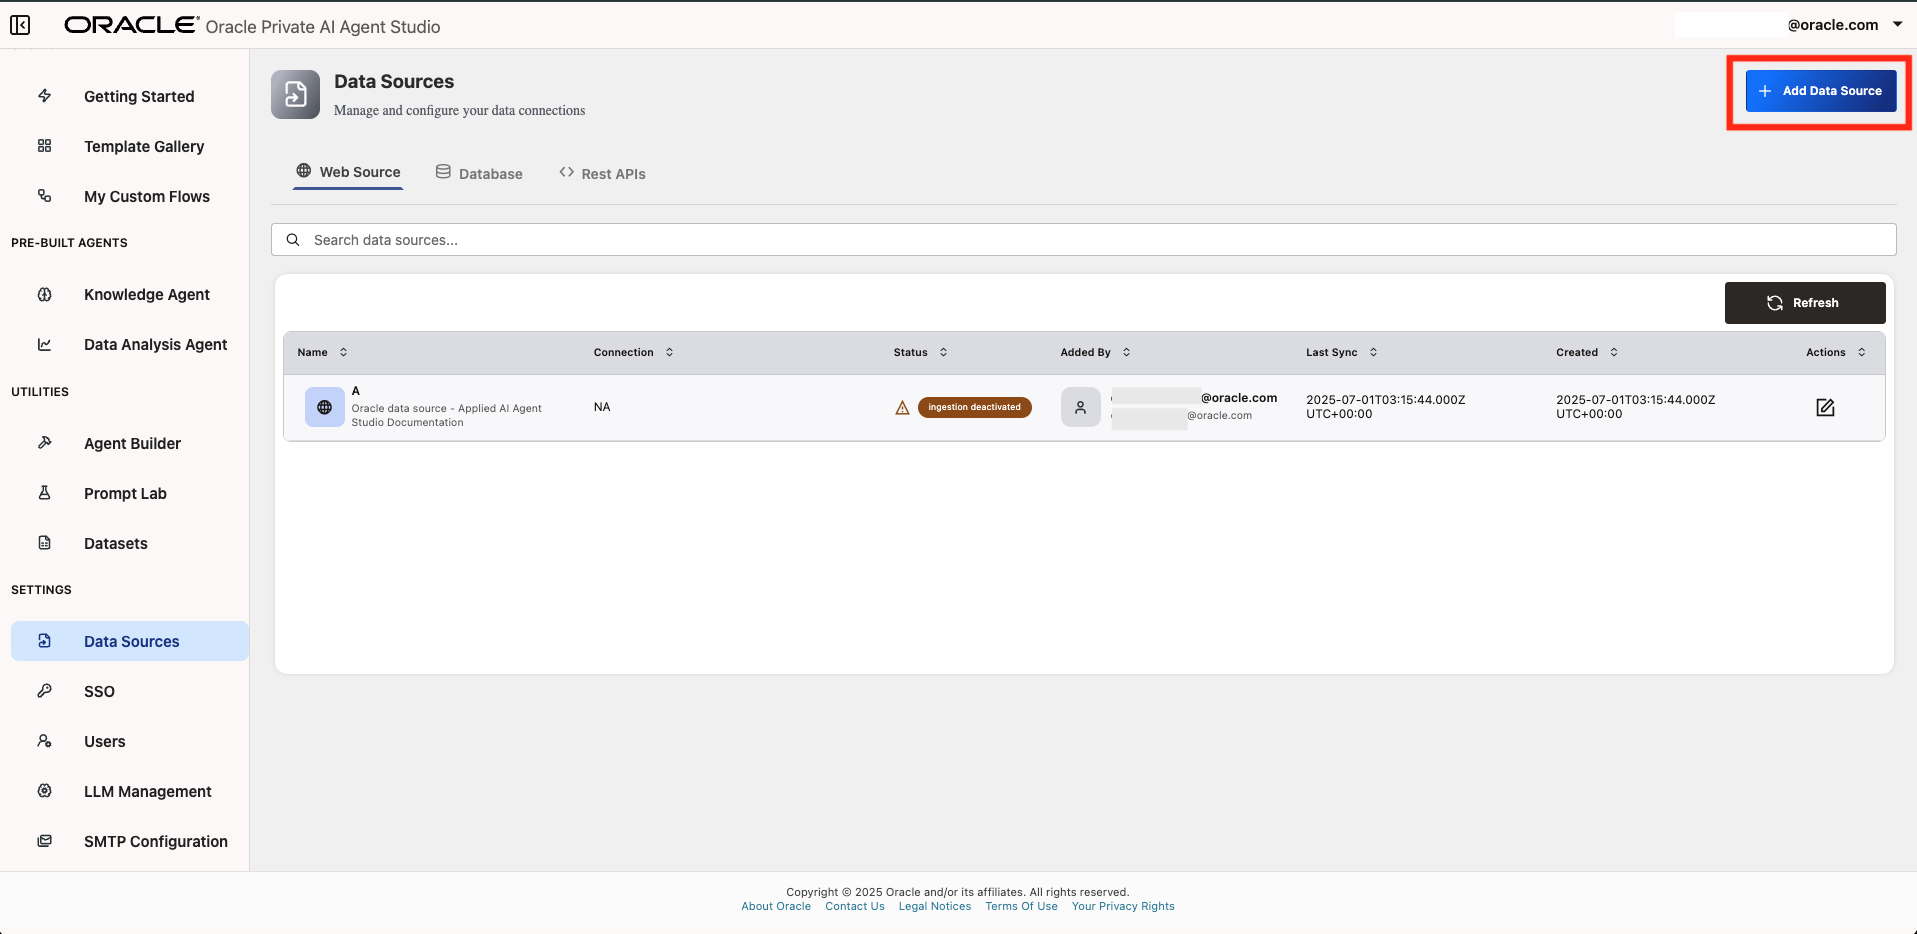 ORACLE Oracle Private AI Agent Studio
@oracle.com
Getting Started
Template Gallery
My Custom Flows
PRE-BUILT AGENTS
Knowledge Agent
Data Analysis Agent
UTILITIES
Agent Builder
Prompt Lab
Datasets
SETTINGS
Data Sources
SSO
Users
LLM Management
SMTP Configuration
Data Sources
Manage and configure your data connections
Add Data Source
Web Source Database Rest APIs
Search data sources...
Refresh
Name Connection Status Added By Last Sync Created Actions
A
Oracle data source - Applied AI Agent
Studio Documentation
NA
ingestion deactivated
@oracle.com
@oracle.com
2025-07-01T03:15:44.000Z
UTC+00:00
2025-07-01T03:15:44.000Z
UTC+00:00
Copyright © 2025 Oracle and/or its affiliates. All rights reserved.
About Oracle Contact Us Legal Notices Terms Of Use Your Privacy Rights